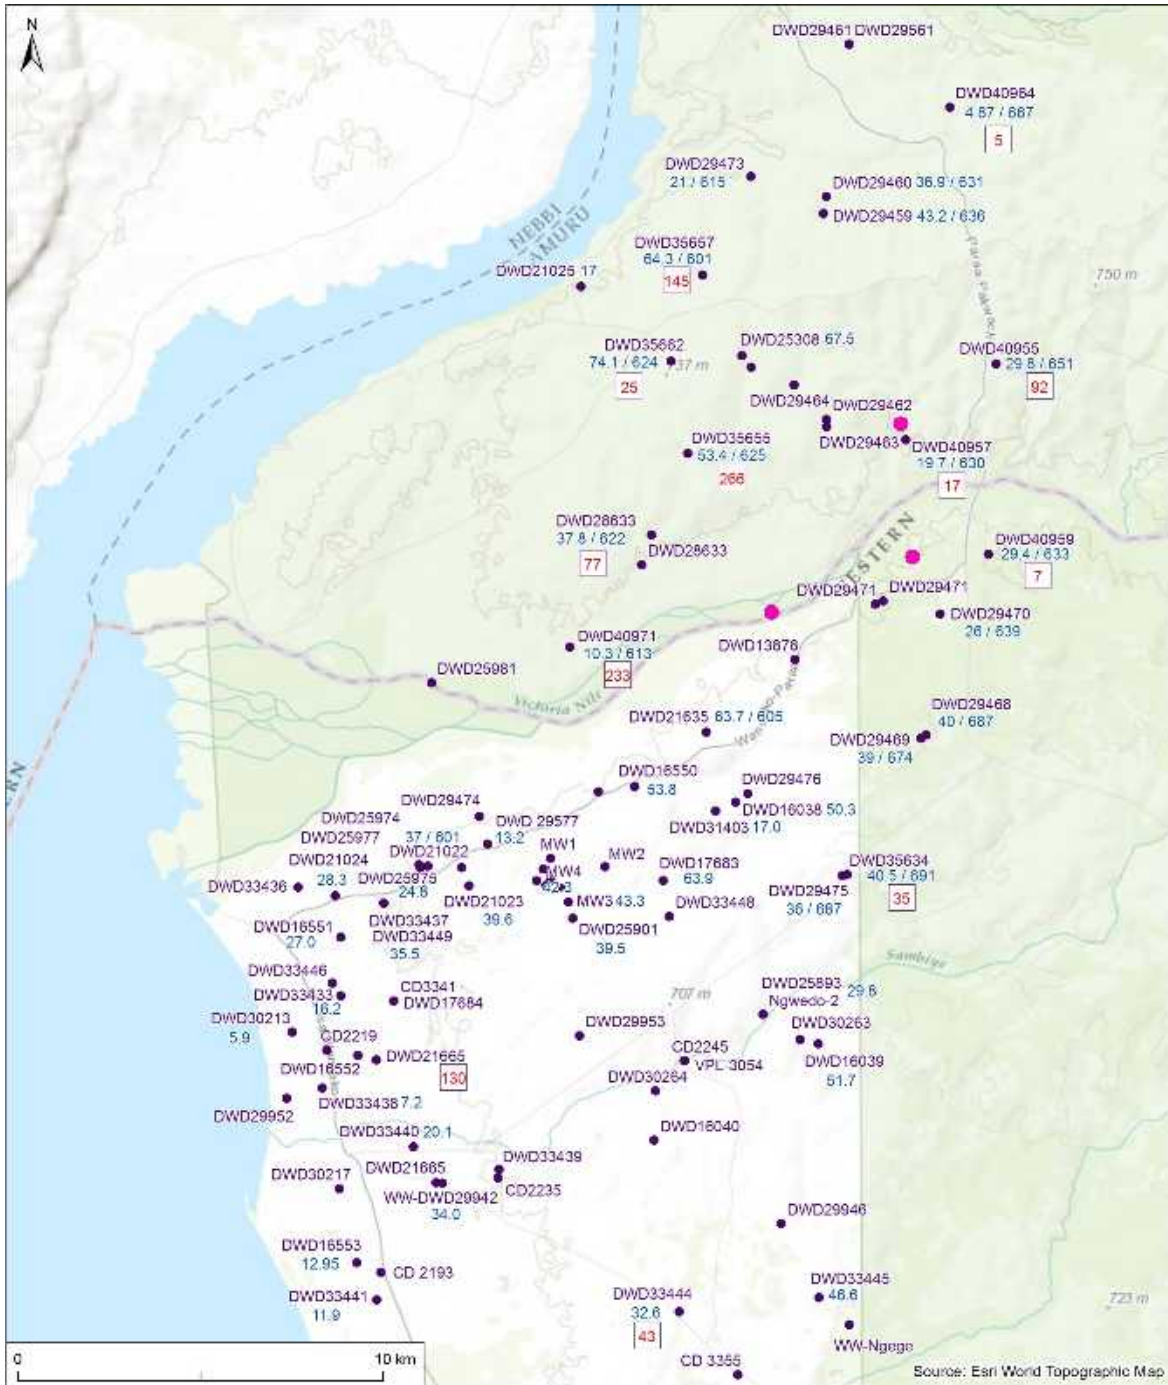 N
DWD29461 DWD29561
DWD40964
4.87 / 667
5
DWD29473
21 / 615
DWD29460 36.9 / 631
DWD29459 43.2 / 636
NEBBI
AMURU
DWD35657
64.3 / 601
145
DWD21025 17
750 m
DWD25308 67.5
DWD35662
74.1 / 624
25
737 m
DWD40955
29.8 / 651
92
DWD29464
DWD29462
DWD29463
DWD35655
53.4 / 625
266
DWD40957
19.7 / 630
17
WESTERN
DWD28633
37.8 / 622
77
DWD28633
DWD40959
29.4 / 633
7
DWD29471
DWD29471
DWD29470
26 / 639
DWD40971
10.3 / 613
233
DWD13878
DWD25981
Victoria Nile
DWD21635 63.7 / 605
DWD29468
40 / 687
DWD29469
39 / 674
DWD16550
53.8
DWD29476
DWD16038 50.3
DWD31403 17.0
DWD29474
DWD25974
DWD 29577
13.2
DWD25977
37 / 601
DWD21024
28.3
DWD21022
MW1
MW2
MW4
42.3
DWD17683
63.9
DWD35634
40.5 / 691
35
DWD33436
DWD25975
24.8
DWD21023
39.6
MW3 43.3
DWD29475
36 / 687
DWD33448
DWD16551
27.0
DWD33437
DWD33449
35.5
DWD25901
39.5
Sambiye
DWD33446
DWD33433
16.2
CD3341
DWD17684
707 m
DWD25893 29.8
Ngwedo-2
DWD30213
5.9
CD2219
DWD29953
DWD30263
DWD16552
DWD21665
130
CD2245
VPL 3054
DWD16039
51.7
DWD29952
DWD33438 7.2
DWD30264
DWD33440 20.1
DWD16040
DWD33439
DWD30217
DWD21665
CD2235
WW-DWD29942
34.0
DWD29946
DWD16553
12.95
CD 2193
DWD33441
11.9
DWD33445
46.6
DWD33444
32.6
43
723 m
WW-Ngege
CD 3355
0
10 km
Source: Esri World Topographic Map